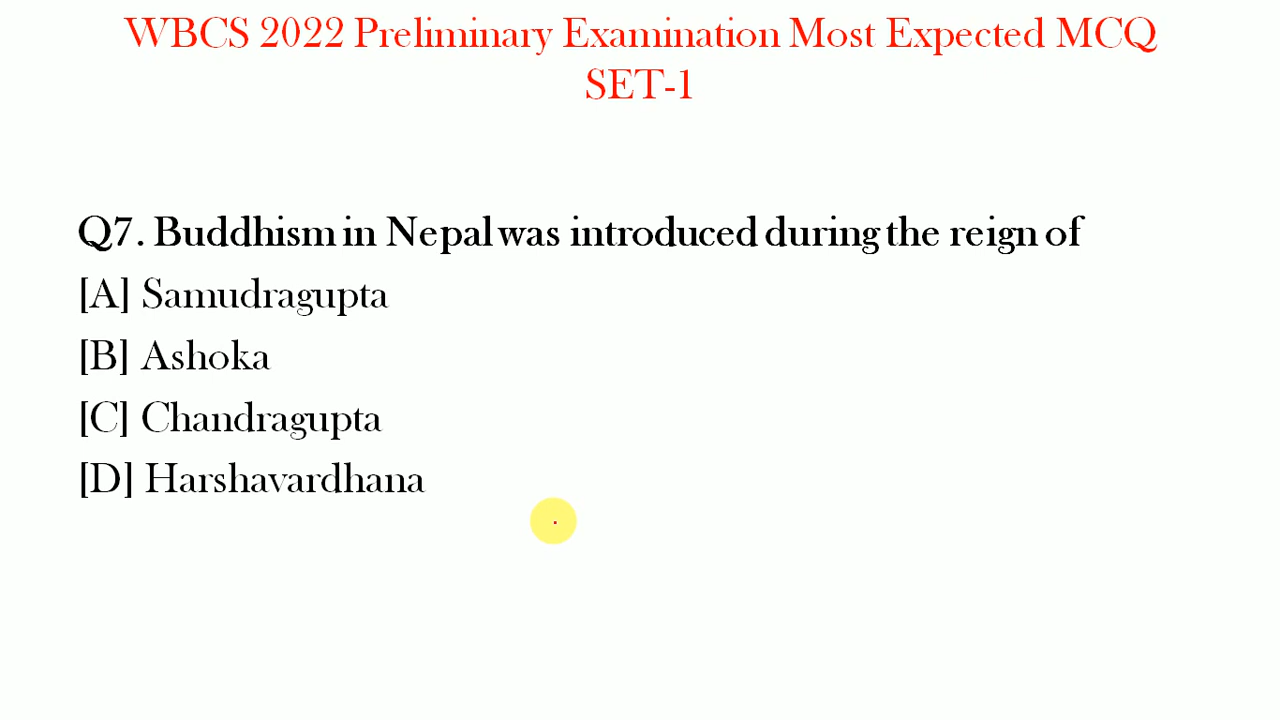 WBCS 2022 Preliminary Examination Most Expected MCQ
SET-1
Q7. Buddhism in Nepal was introduced during the reign of
[A] Samudragupta
[B] Ashoka
[C] Chandragupta
[D] Harshavardhana